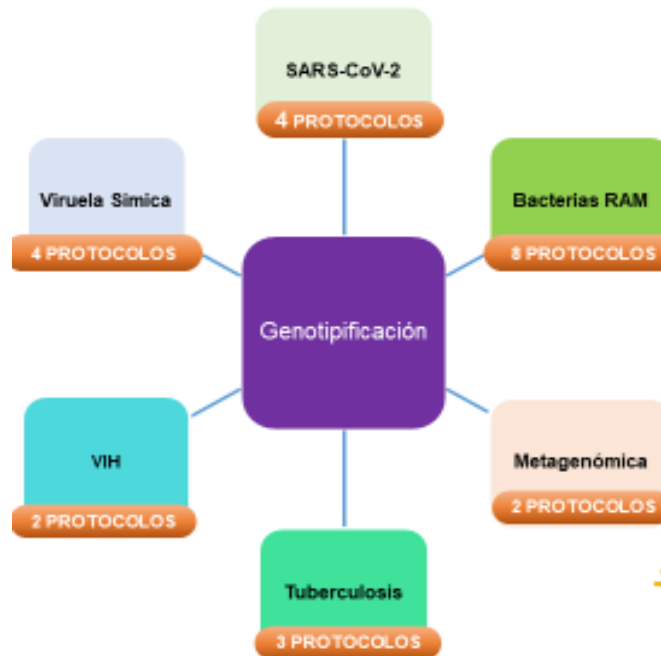 SARS-CoV-2
4 PROTOCOLOS
Viruela Símica
4 PROTOCOLOS
Bacterias RAM
8 PROTOCOLOS
Genotipificación
VIH
2 PROTOCOLOS
Metagenómica
2 PROTOCOLOS
Tuberculosis
3 PROTOCOLOS